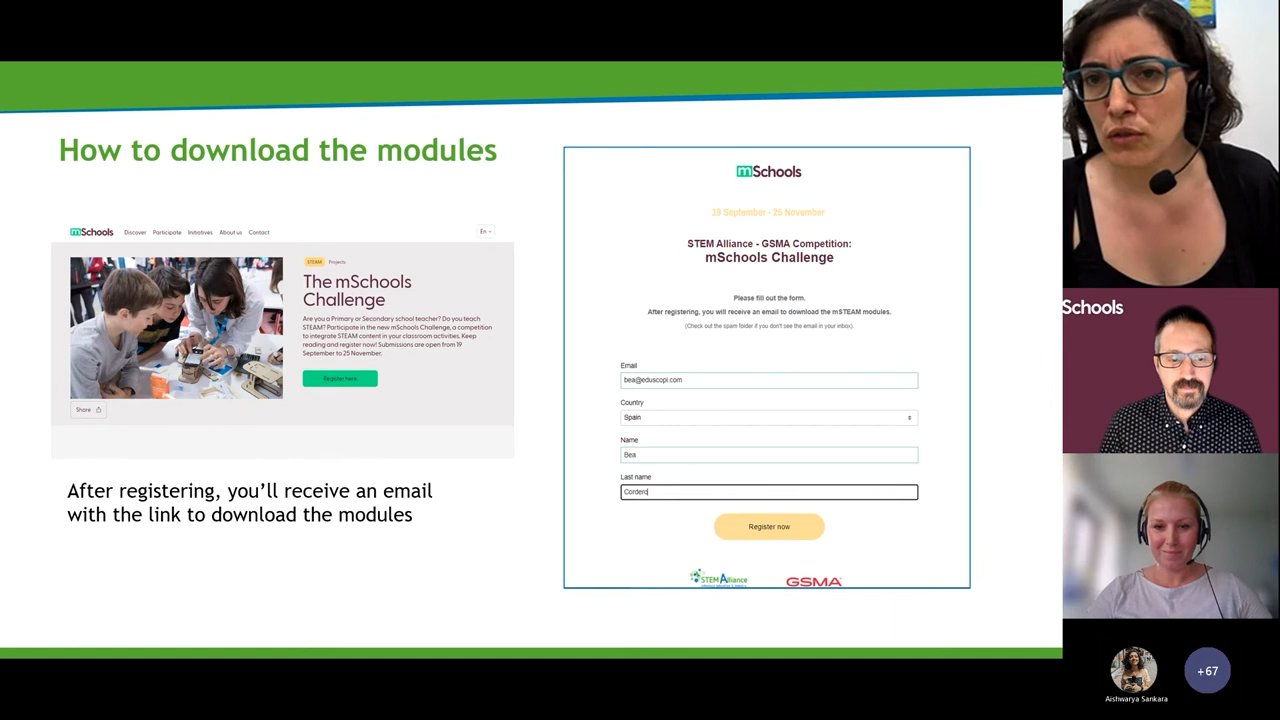 How to download the modules
mSchools
Discover
Participate
Initiatives
About us
Contact
En
STEAM
Projects
The mSchools
Challenge
Are you a Primary or Secondary school teacher? Do you teach
STEAM? Participate in the new mSchools Challenge, a competition
to integrate STEAM content in your classroom activities. Keep
reading and register now! Submissions are open from 19
September to 25 November.
Register here
Share
After registering, you'll receive an email
with the link to download the modules
mSchools
19 September - 25 November
STEM Alliance - GSMA Competition:
mSchools Challenge
Please fill out the form.
After registering, you will receive an email to download the mSTEAM modules.
(Check out the spam folder if you don't see the email in your inbox)
Email
bea@eduscopi.com
Country
Spain
Name
Bea
Last name
Cordero
Register now
STEM Alliance
GSMA
Schools
Aishwarya Sankara
+67